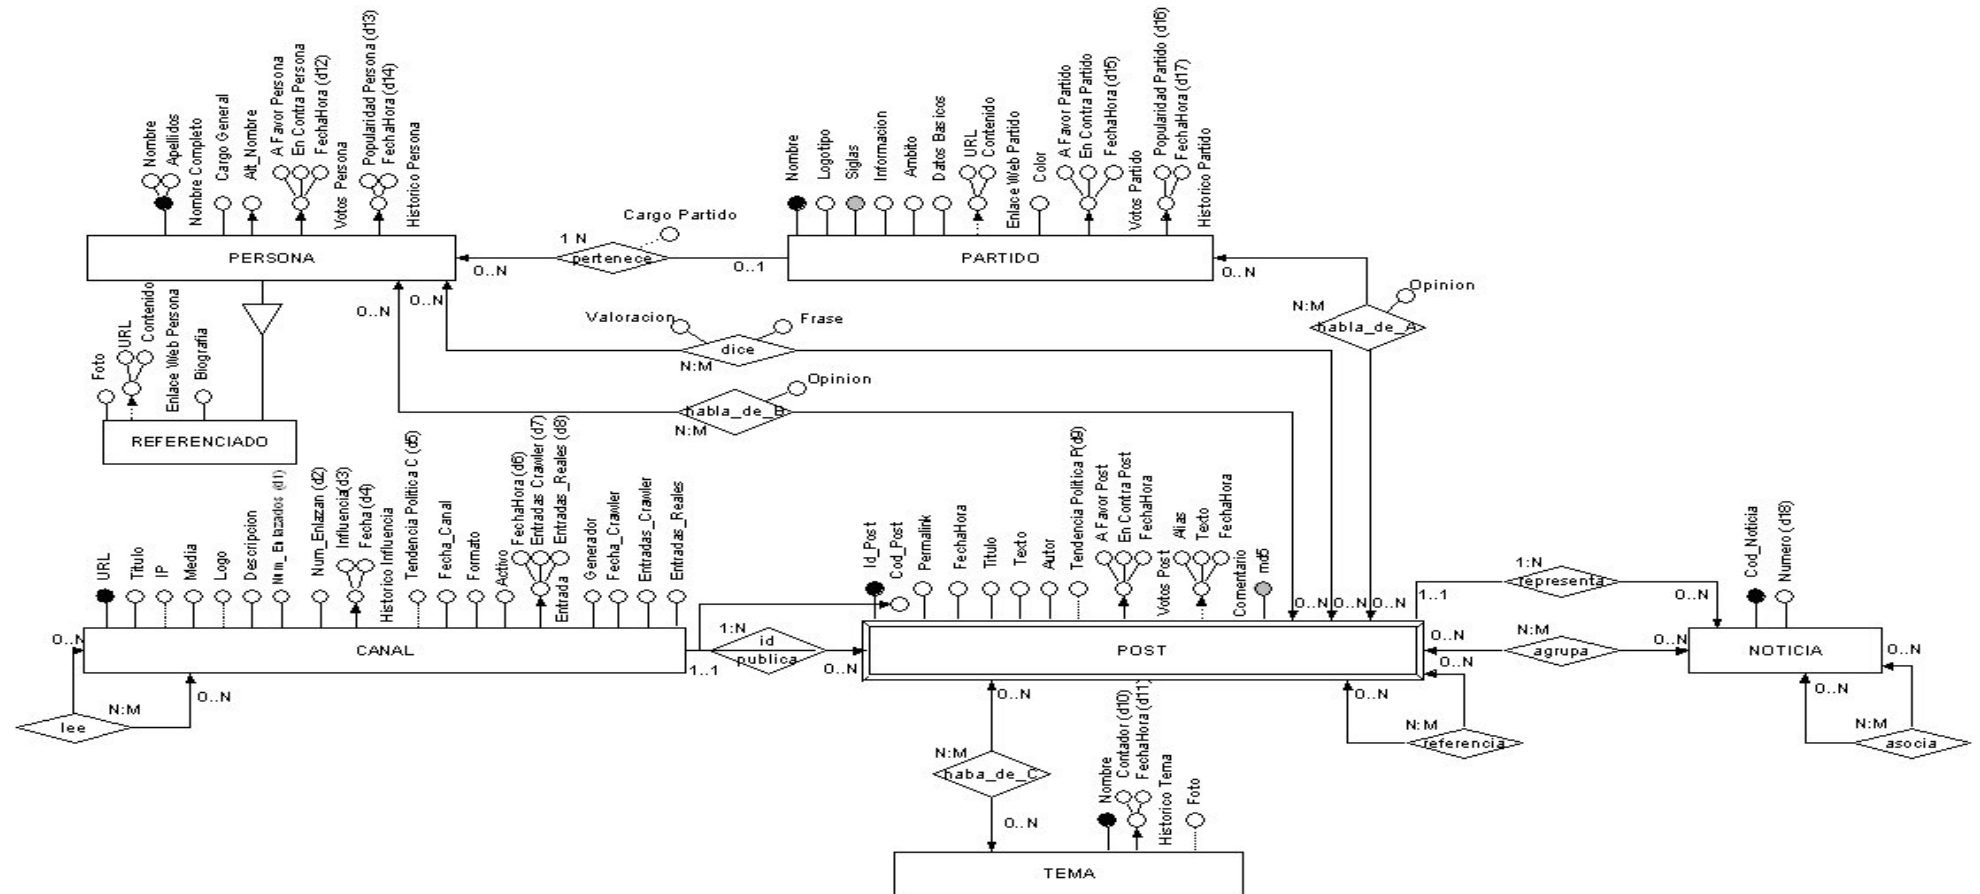 Nombre
Apellidos
Nombre Completo
Cargo General
Alt_Nombre
A Favor Persona
En Contra Persona
FechaHora (d12)
Votos Persona
Popularidad Persona (d13)
FechaHora (d14)
Historico Persona
PERSONA
0..N
1 N
pertenece
Cargo Partido
0..1
Nombre
Logotipo
Siglas
Informacion
Ambito
Datos Basicos
URL
Contenido
Enlace Web Partido
Color
A Favor Partido
En Contra Partido
FechaHora (d15)
Votos Partido
Popularidad Partido (d16)
FechaHora (d17)
Historico Partido
PARTIDO
0..N
N:M
Opinion
habla_de_A
0..N
0..N
Valoracion
Frase
dice
N:M
Opinion
habla_de_B
N:M
Foto
URL
Contenido
Enlace Web Persona
Biografia
REFERENCIADO
URL
Titulo
IP
Media
Logo
Descripcion
Num_Enlazados (d1)
Num_Enlazan (d2)
Influencia(d3)
Fecha (d4)
Historico Influencia
Tendencia Politica C (d5)
Fecha_Canal
Formato
Activo
FechaHora (d6)
Entradas Crawler (d7)
Entradas_Reales (d8)
Entrada
Generador
Fecha_Crawler
Entradas_Crawler
Entradas_Reales
CANAL
0..N
0..N
N:M
lee
1..1
1:N
id
publica
0..N
Id_Post
Cod_Post
Permalink
FechaHora
Titulo
Texto
Autor
Tendencia Politica P(d9)
A Favor Post
En Contra Post
FechaHora
Votos Post
Alias
Texto
FechaHora
Comentario
md5
0..N
0..N
0..N
POST
1..1
1:N
representa
0..N
0..N
N:M
agrupa
0..N
Cod_Noticia
Numero (d18)
NOTICIA
0..N
0..N
N:M
asocia
0..N
0..N
N:M
referencia
0..N
N:M
haba_de_C
0..N
Nombre
Contador (d10)
FechaHora (d11)
Historico Tema
Foto
TEMA